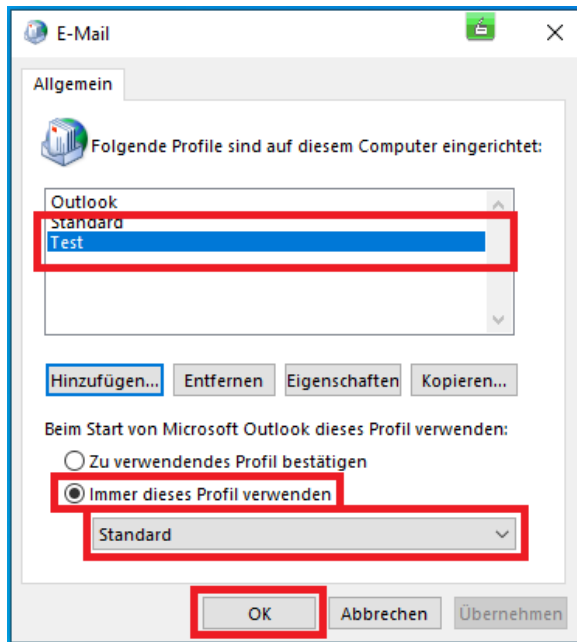 E-Mail
Allgemein
Folgende Profile sind auf diesem Computer eingerichtet:
Outlook
Standard
Test
Hinzufügen... Entfernen Eigenschaften Kopieren...
Beim Start von Microsoft Outlook dieses Profil verwenden:
Zu verwendendes Profil bestätigen
Immer dieses Profil verwenden
Standard
OK Abbrechen Übernehmen